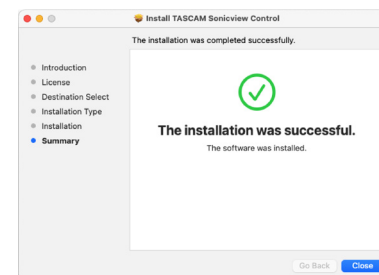 Install TASCAM Sonicview Control
The installation was completed successfully.
Introduction
License
Destination Select
Installation Type
Installation
Summary
The installation was successful.
The software was installed.
Go Back
Close